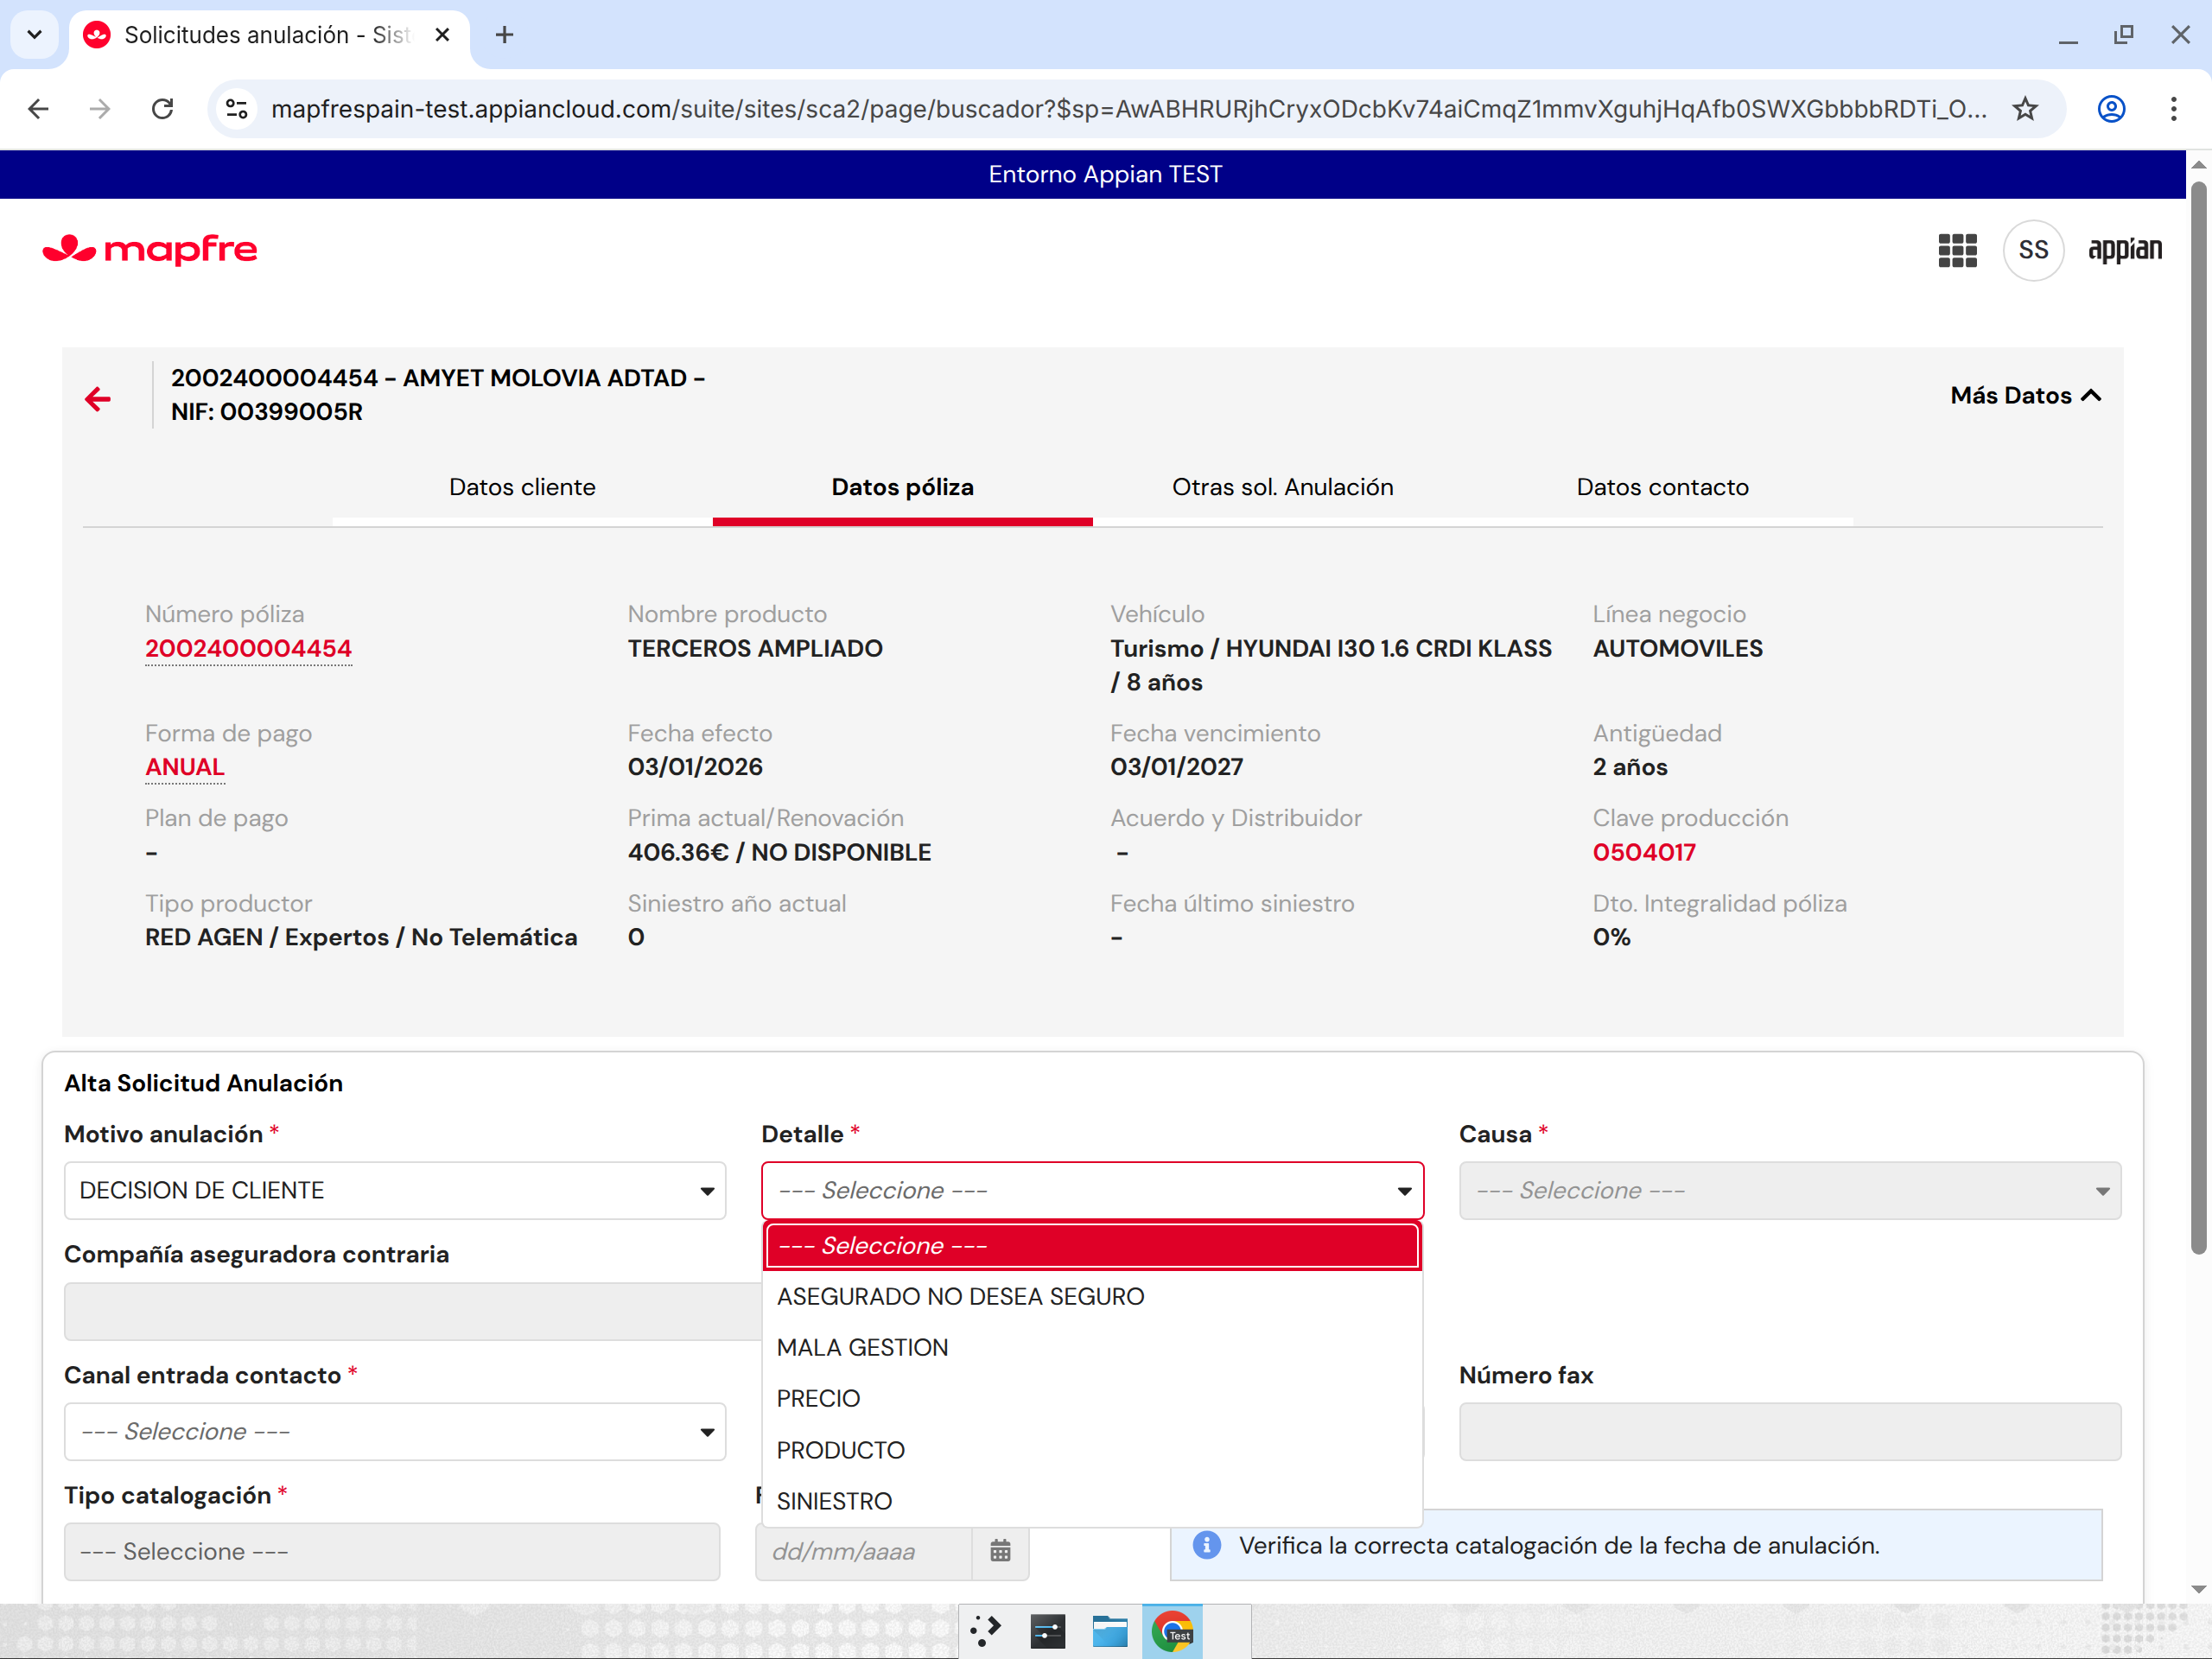 Solicitudes anulación - Sist
mapfrespain-test.appiancloud.com/suite/sites/sca2/page/buscador?$sp=AwABHRURjhCryxODcbKv74aiCmqZ1mmvXguhjHqAfb0SWXGbbbbRDTi_O...
Entorno Appian TEST
mapfre
SS
appian
2002400004454 - AMYET MOLOVIA ADTAD -
NIF: 00399005R
Más Datos
Datos cliente
Datos póliza
Otras sol. Anulación
Datos contacto
Número póliza
Nombre producto
Vehículo
Línea negocio
2002400004454
TERCEROS AMPLIADO
Turismo / HYUNDAI I30 1.6 CRDI KLASS
/ 8 años
AUTOMOVILES
Forma de pago
Fecha efecto
Fecha vencimiento
Antigüedad
ANUAL
03/01/2026
03/01/2027
2 años
Plan de pago
Prima actual/Renovación
Acuerdo y Distribuidor
Clave producción
-
406.36€ / NO DISPONIBLE
-
0504017
Tipo productor
Siniestro año actual
Fecha último siniestro
Dto. Integralidad póliza
RED AGEN / Expertos / No Telemática
0
-
0%
Alta Solicitud Anulación
Motivo anulación *
Detalle *
Causa *
DECISION DE CLIENTE
--- Seleccione ---
--- Seleccione ---
--- Seleccione ---
ASEGURADO NO DESEA SEGURO
MALA GESTION
PRECIO
PRODUCTO
SINIESTRO
Compañía aseguradora contraria
Canal entrada contacto *
Número fax
--- Seleccione ---
Tipo catalogación *
--- Seleccione ---
dd/mm/aaaa
Verifica la correcta catalogación de la fecha de anulación.
Test